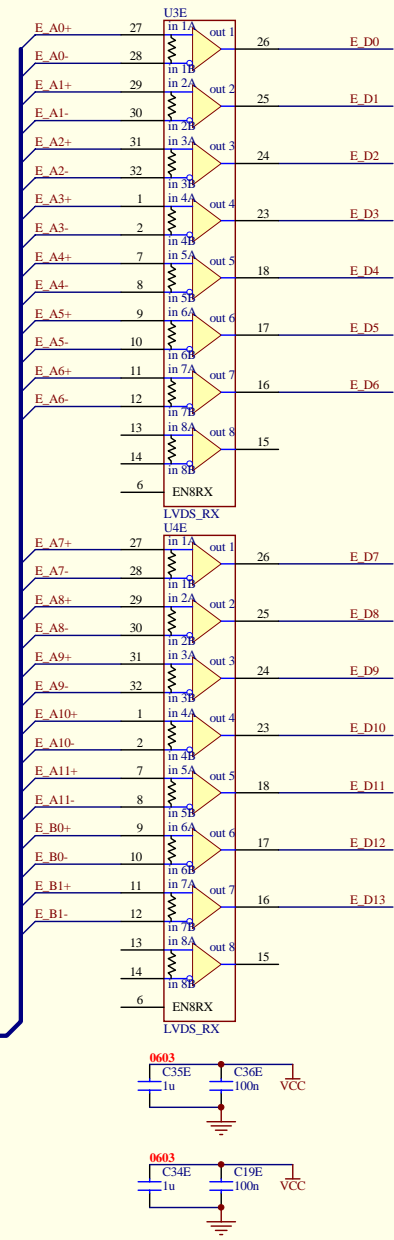 U3E
E_A0+ 27 in 1A out 1 26 E_D0
E_A0- 28 in 1B
E_A1+ 29 in 2A out 2 25 E_D1
E_A1- 30 in 2B
E_A2+ 31 in 3A out 3 24 E_D2
E_A2- 32 in 3B
E_A3+ 1 in 4A out 4 23 E_D3
E_A3- 2 in 4B
E_A4+ 7 in 5A out 5 18 E_D4
E_A4- 8 in 5B
E_A5+ 9 in 6A out 6 17 E_D5
E_A5- 10 in 6B
E_A6+ 11 in 7A out 7 16 E_D6
E_A6- 12 in 7B
13 in 8A out 8 15
14 in 8B
6 EN8RX
LVDS_RX
U4E
E_A7+ 27 in 1A out 1 26 E_D7
E_A7- 28 in 1B
E_A8+ 29 in 2A out 2 25 E_D8
E_A8- 30 in 2B
E_A9+ 31 in 3A out 3 24 E_D9
E_A9- 32 in 3B
E_A10+ 1 in 4A out 4 23 E_D10
E_A10- 2 in 4B
E_A11+ 7 in 5A out 5 18 E_D11
E_A11- 8 in 5B
E_B0+ 9 in 6A out 6 17 E_D12
E_B0- 10 in 6B
E_B1+ 11 in 7A out 7 16 E_D13
E_B1- 12 in 7B
13 in 8A out 8 15
14 in 8B
6 EN8RX
LVDS_RX
0603
C35E C36E
1u 100n VCC
0603
C34E C19E
1u 100n VCC